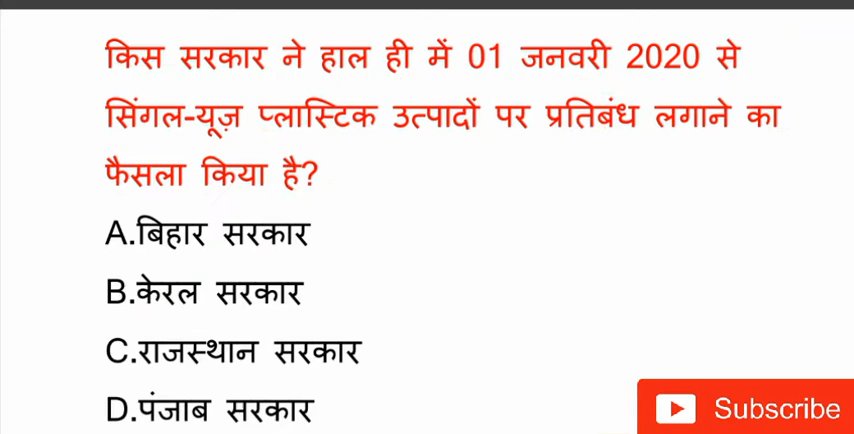 किस सरकार ने हाल ही में 01 जनवरी 2020 से
सिंगल-यूज़ प्लास्टिक उत्पादों पर प्रतिबंध लगाने का
फैसला किया है?
A.बिहार सरकार
B.केरल सरकार
C.राजस्थान सरकार
D.पंजाब सरकार
Subscribe